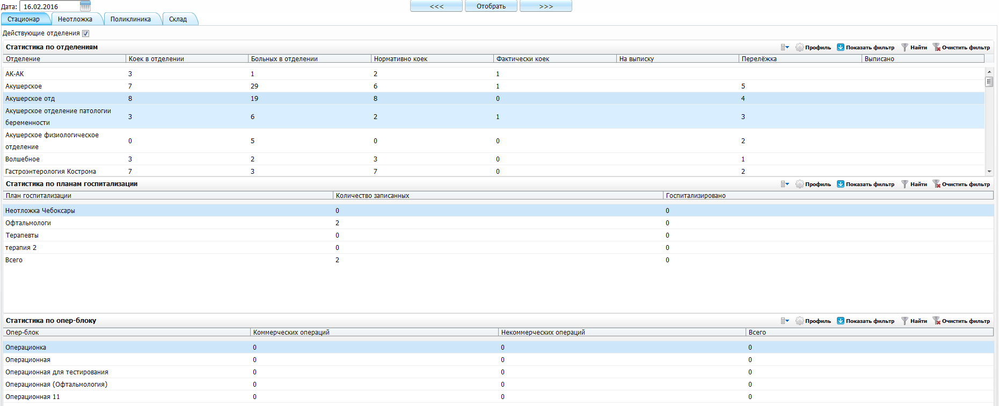 Дата: 16.02.2016 <<< Отобрать >>>
Стационар Неотложка Поликлиника Склад
Действующие отделения
Статистика по отделениям Профиль Показать фильтр Найти Очистить фильтр
Отделение Коек в отделении Больных в отделении Нормативно коек Фактически коек На выписку Перелёжка Выписано
АК-АК 3 1 2 1
Акушерское 7 29 6 1 5
Акушерское отд 8 19 8 0 4
Акушерское отделение патологии
беременности 3 6 2 1 3
Акушерское физиологическое
отделение 0 5 0 0 2
Волшебное 3 2 3 0 1
Гастроэнтерология Кострома 7 3 7 0 2
Статистика по планам госпитализации Профиль Показать фильтр Найти Очистить фильтр
План госпитализации Количество записанных Госпитализировано
Неотложка Чебоксары 0 0
Офтальмологи 2 0
Терапевты 0 0
терапия 2 0 0
Всего 2 0
Статистика по опер-блоку Профиль Показать фильтр Найти Очистить фильтр
Опер-блок Коммерческих операций Некоммерческих операций Всего
Операционка 0 0 0
Операционная 0 0 0
Операционная для тестирования 0 0 0
Операционная (Офтальмология) 0 0 0
Операционная 11 0 0 0